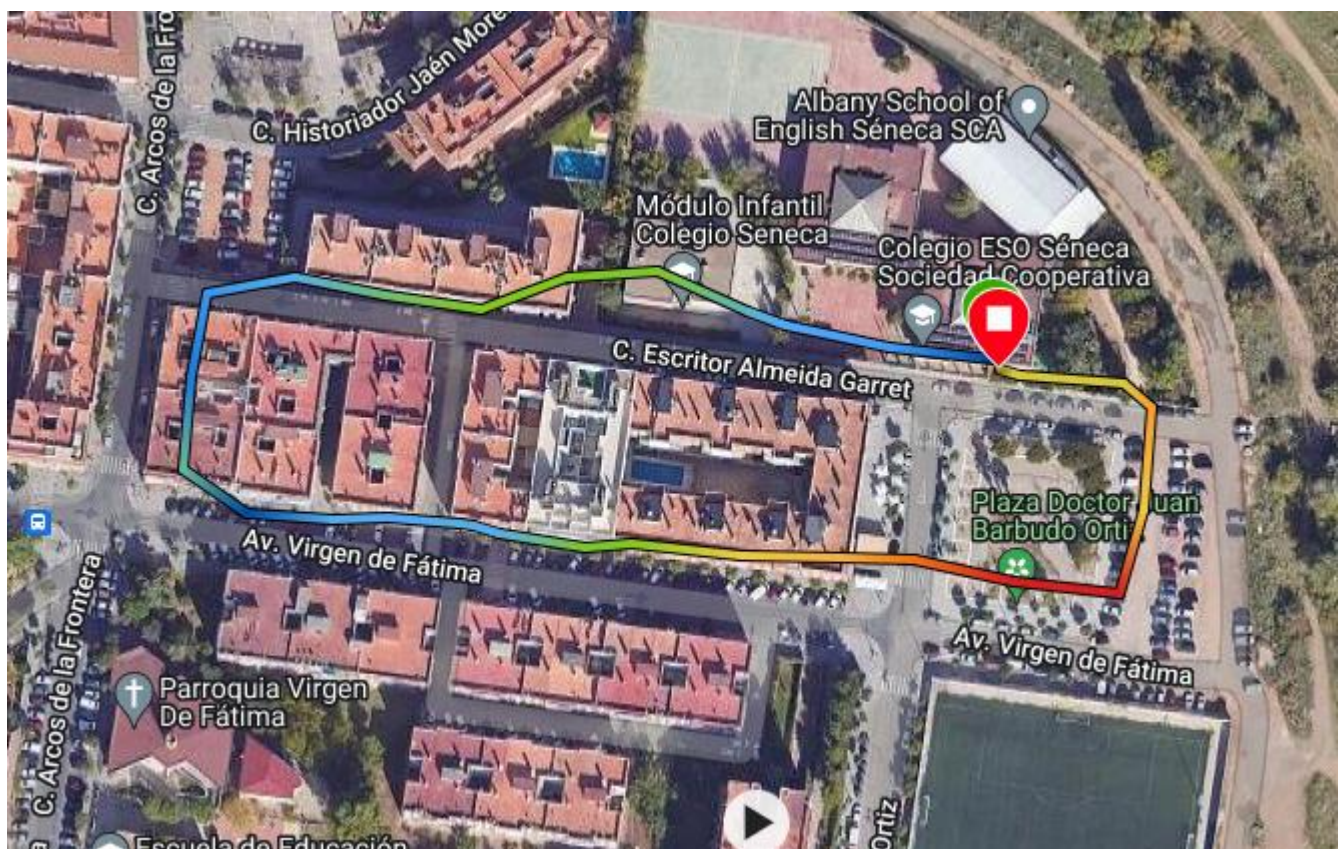 C. Arcos de la Fro
C. Historiador Jaén More
Albany School of
English Séneca SCA
Módulo Infantil
Colegio Seneca
Colegio ESO Séneca
Sociedad Cooperativa
C. Escritor Almeida Garret
Plaza Doctor Juan
Barbudo Orti
Av. Virgen de Fátima
Av. Virgen de Fátima
C. Arcos de la Frontera
Parroquia Virgen
De Fátima
Ortiz
Escuela de Educación